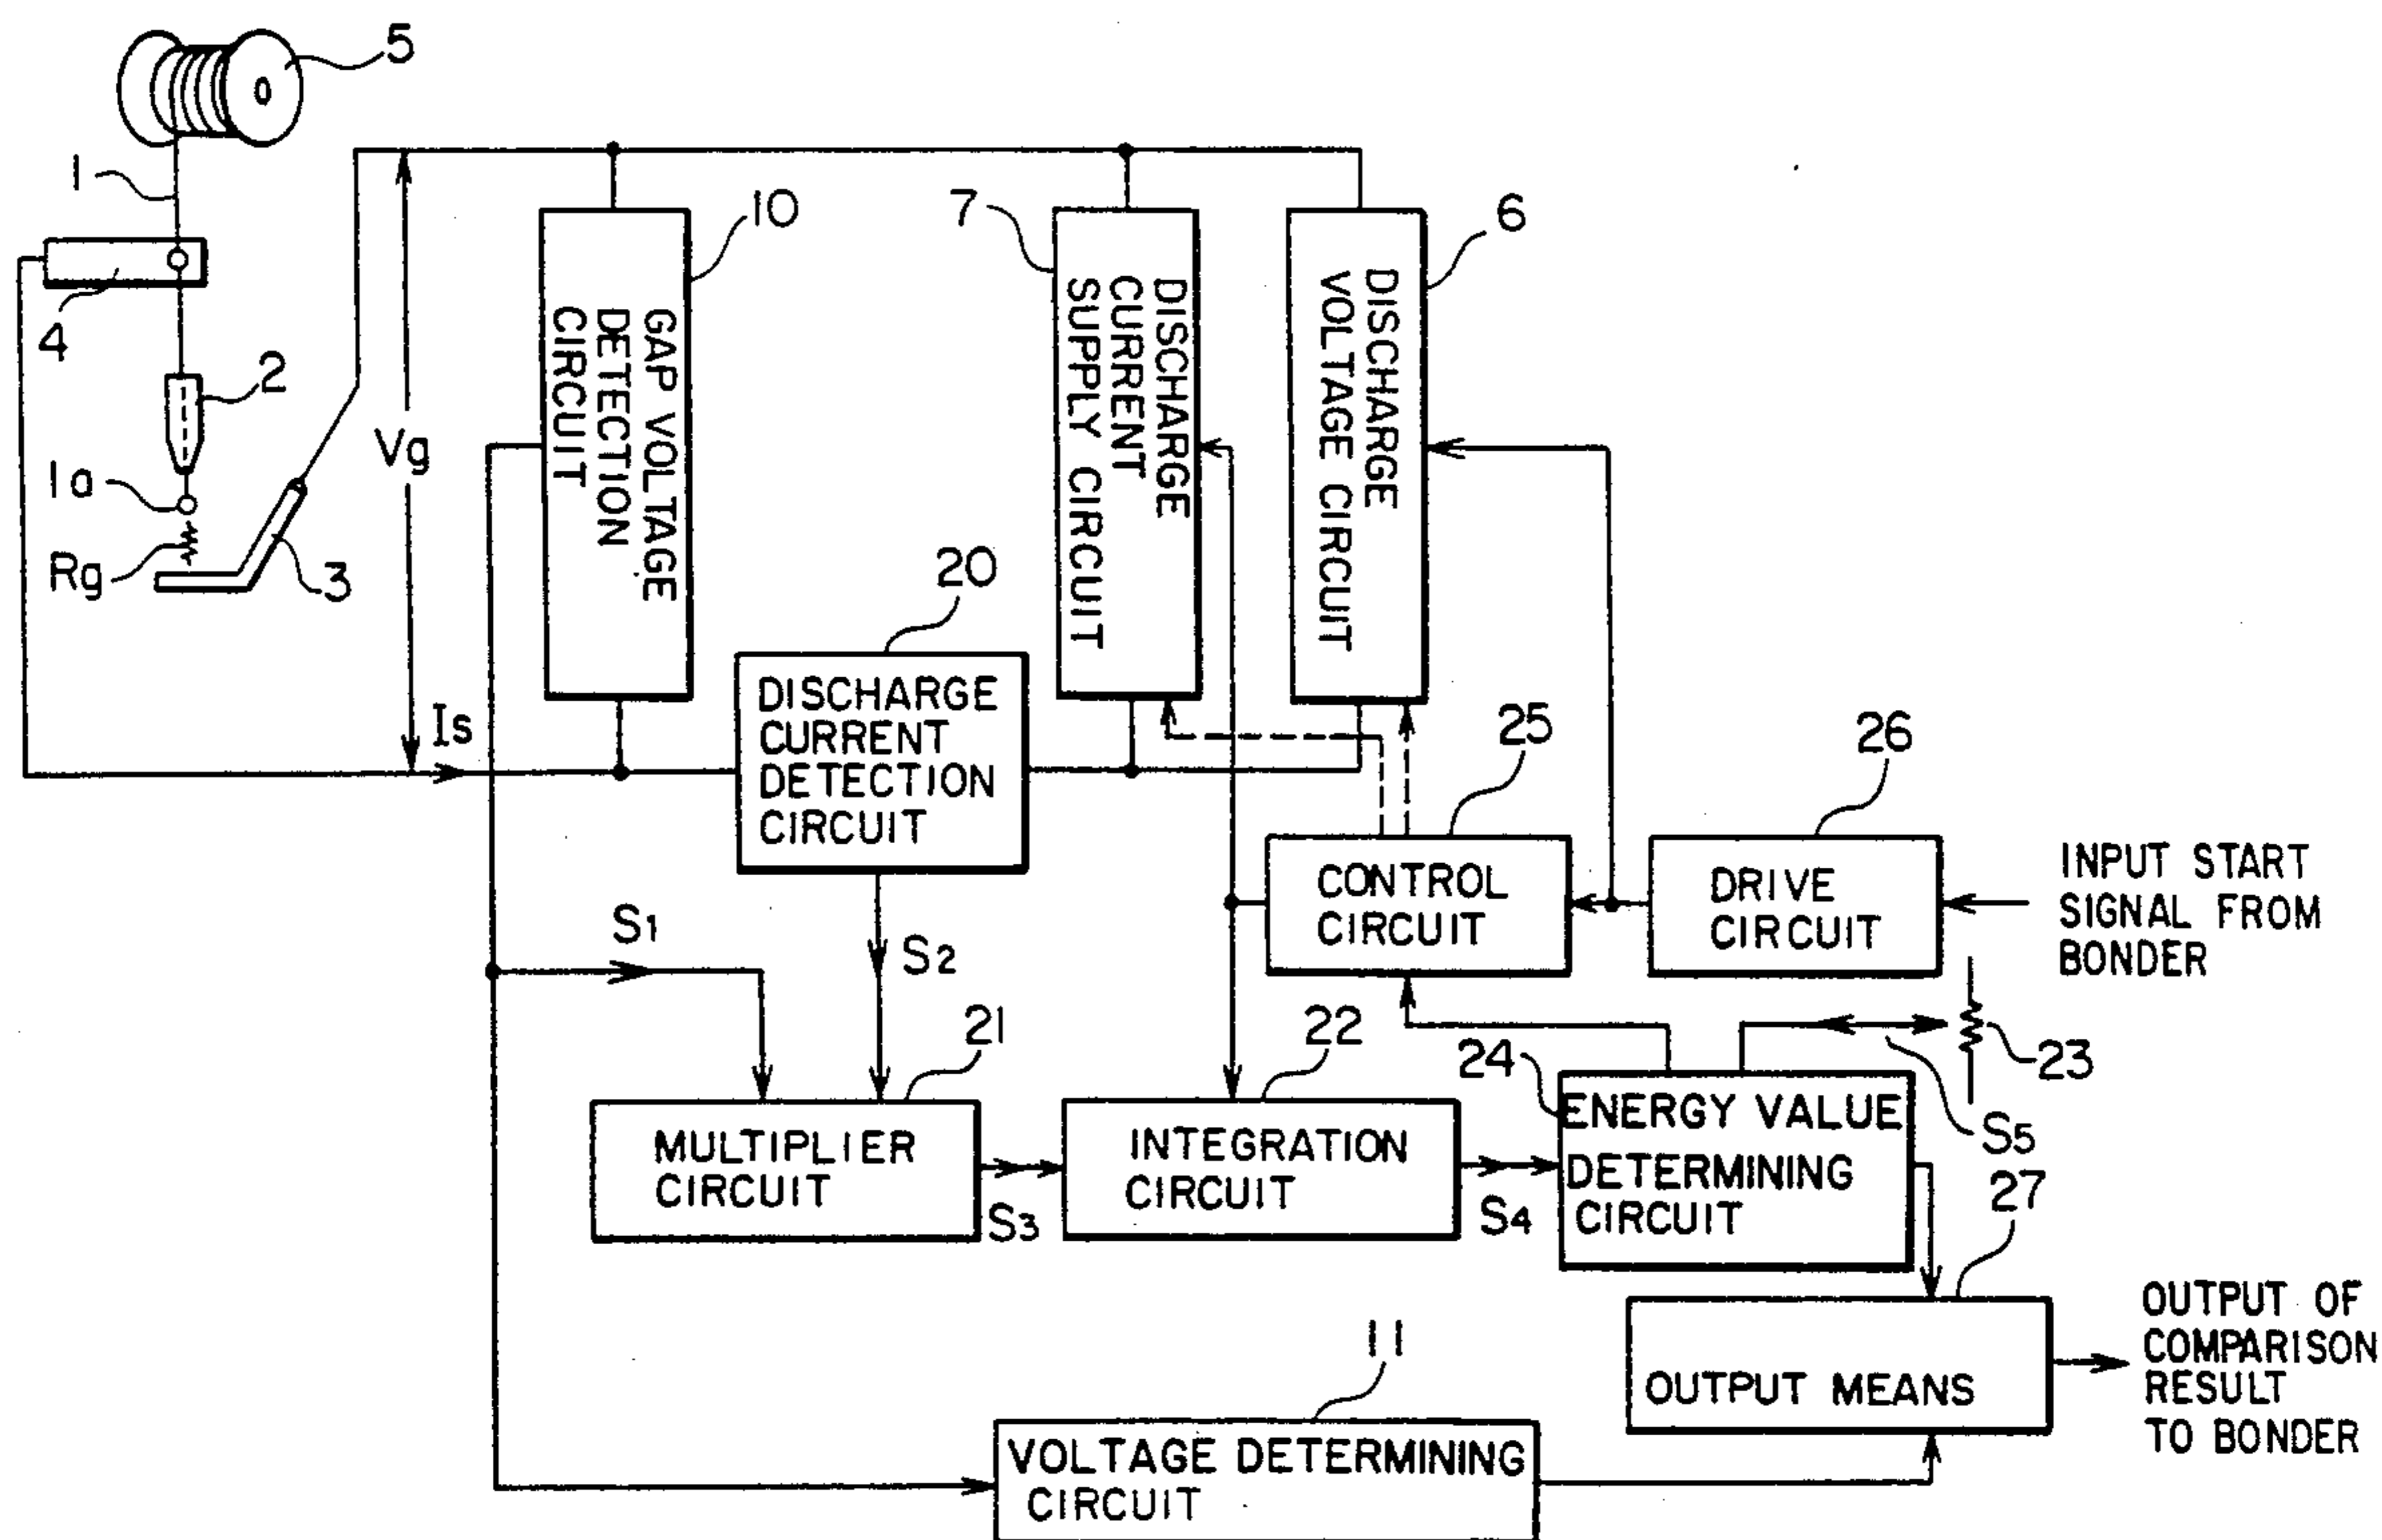 5
1
4
2
1a
Rg
3
Vg
Is
10
GAP VOLTAGE
DETECTION
CIRCUIT
7
DISCHARGE
CURRENT
SUPPLY CIRCUIT
6
DISCHARGE
VOLTAGE CIRCUIT
20
DISCHARGE
CURRENT
DETECTION
CIRCUIT
25
CONTROL
CIRCUIT
26
DRIVE
CIRCUIT
INPUT START
SIGNAL FROM
BONDER
S1
S2
21
MULTIPLIER
CIRCUIT
S3
22
INTEGRATION
CIRCUIT
S4
24
ENERGY VALUE
DETERMINING
CIRCUIT
23
S5
27
OUTPUT MEANS
OUTPUT OF
COMPARISON
RESULT
TO BONDER
11
VOLTAGE DETERMINING
CIRCUIT